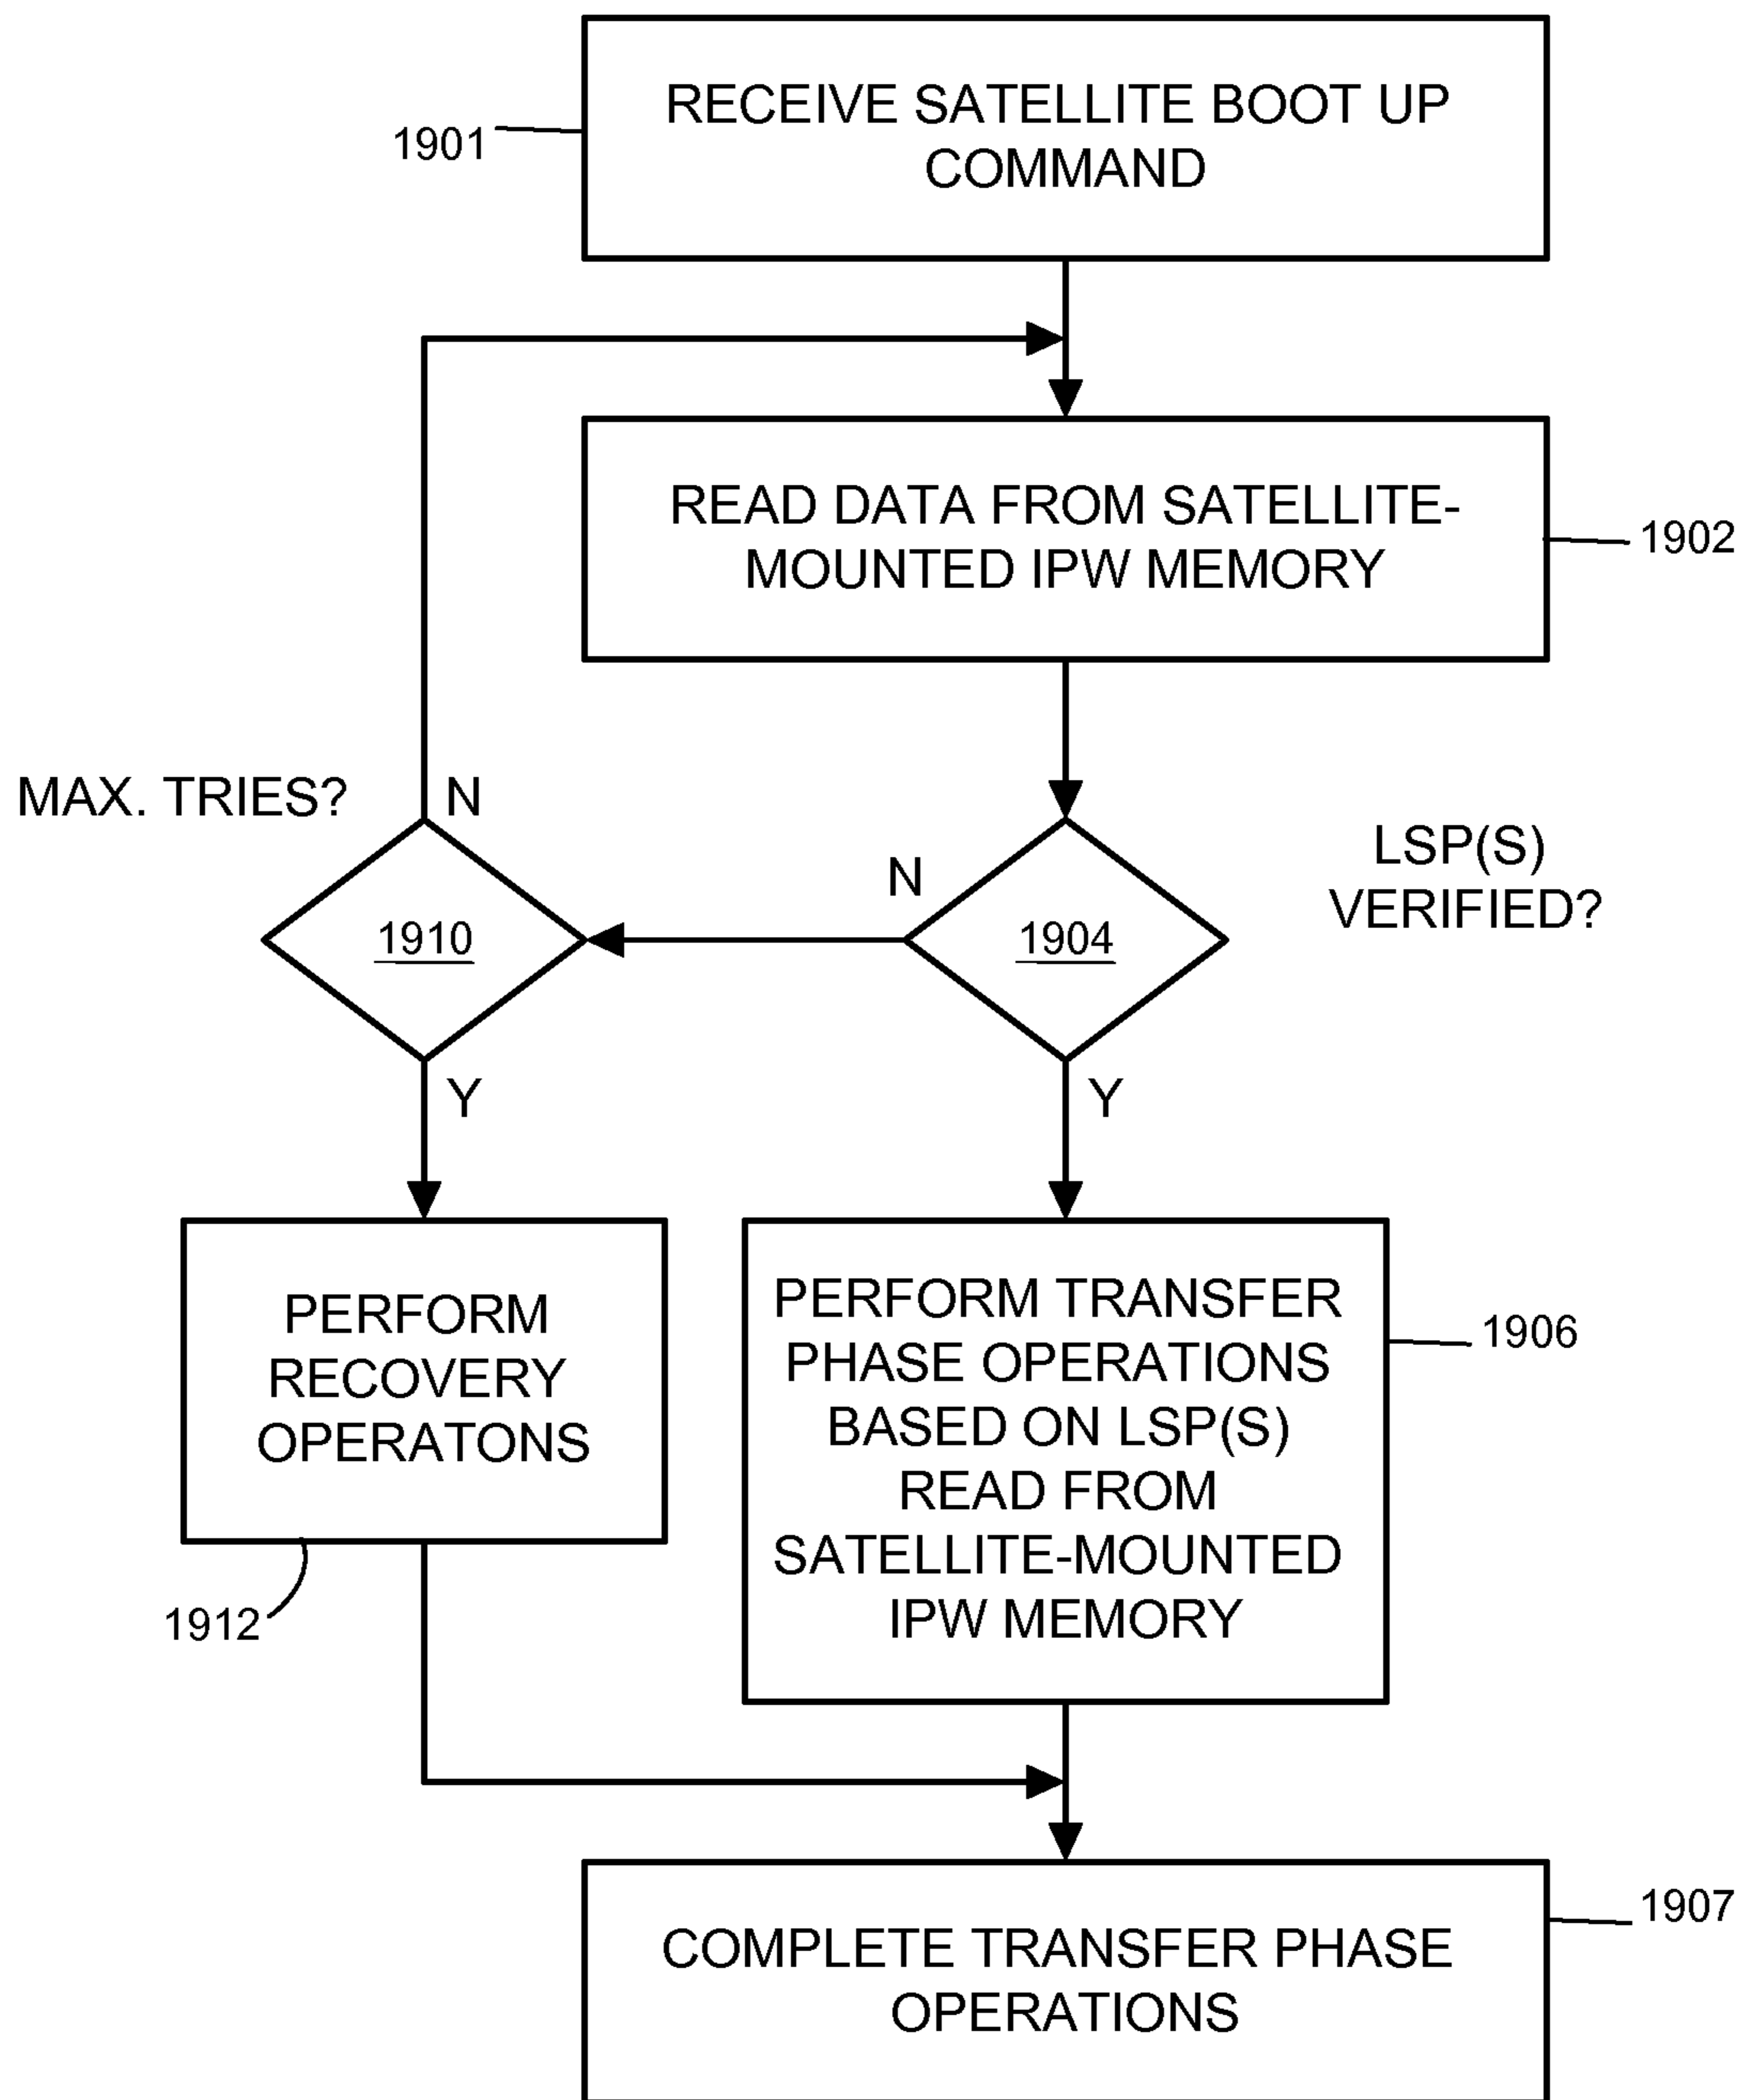 RECEIVE SATELLITE BOOT UP
COMMAND
1901
READ DATA FROM SATELLITE-
MOUNTED IPW MEMORY
1902
MAX. TRIES?
N
N
LSP(S)
VERIFIED?
1910
1904
Y
Y
PERFORM
RECOVERY
OPERATONS
1912
PERFORM TRANSFER
PHASE OPERATIONS
BASED ON LSP(S)
READ FROM
SATELLITE-MOUNTED
IPW MEMORY
1906
COMPLETE TRANSFER PHASE
OPERATIONS
1907